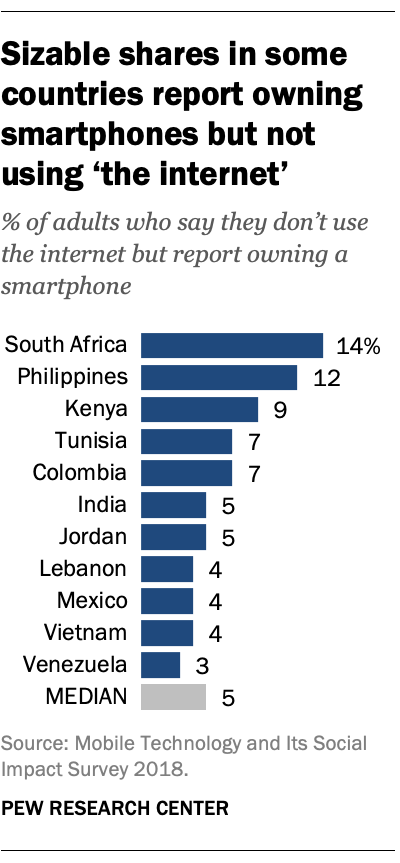 Sizable shares in some
countries report owning
smartphones but not
using ‘the internet’
% of adults who say they don’t use
the internet but report owning a
smartphone
South Africa 14%
Philippines 12
Kenya 9
Tunisia 7
Colombia 7
India 5
Jordan 5
Lebanon 4
Mexico 4
Vietnam 4
Venezuela 3
MEDIAN 5
Source: Mobile Technology and Its Social
Impact Survey 2018.
PEW RESEARCH CENTER